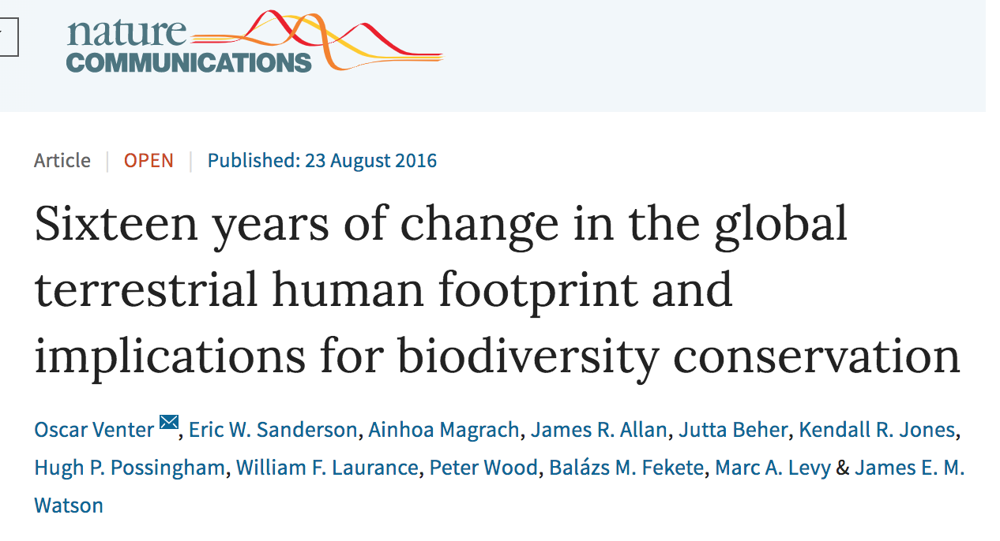 nature
COMMUNICATIONS
Article | OPEN | Published: 23 August 2016
Sixteen years of change in the global
terrestrial human footprint and
implications for biodiversity conservation
Oscar Venter , Eric W. Sanderson, Ainhoa Magrach, James R. Allan, Jutta Beher, Kendall R. Jones,
Hugh P. Possingham, William F. Laurance, Peter Wood, Balázs M. Fekete, Marc A. Levy & James E. M.
Watson